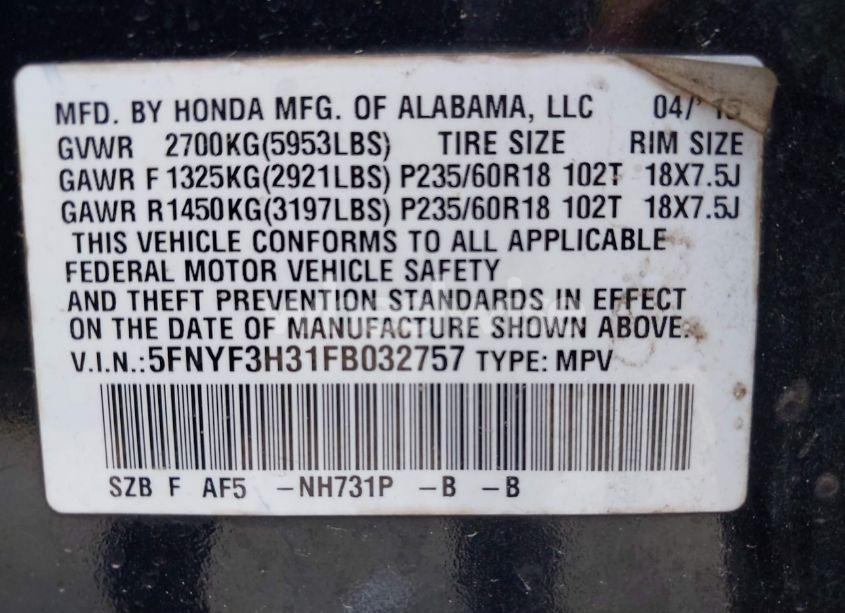 MFD. BY HONDA MFG. OF ALABAMA, LLC 04/'15
GVWR 2700KG(5953LBS) TIRE SIZE RIM SIZE
GAWR F 1325KG(2921LBS) P235/60R18 102T 18X7.5J
GAWR R1450KG(3197LBS) P235/60R18 102T 18X7.5J
THIS VEHICLE CONFORMS TO ALL APPLICABLE
FEDERAL MOTOR VEHICLE SAFETY
AND THEFT PREVENTION STANDARDS IN EFFECT
ON THE DATE OF MANUFACTURE SHOWN ABOVE.
V.I.N.:5FNYF3H31FB032757 TYPE: MPV
SZB F AF5 -NH731P -B -B